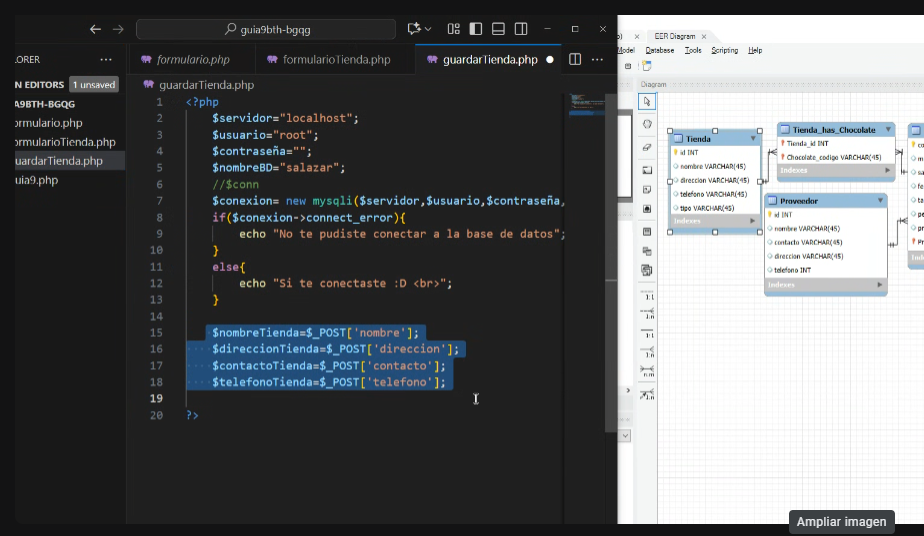 guia9bth-bgqg
formulario.php
formularioTienda.php
guardarTienda.php
LORER
N EDITORS
1 unsaved
A9BTH-BGQG
ormulario.php
ormularioTienda.php
uardarTienda.php
uia9.php
guardarTienda.php
1 <?php
2 $servidor="localhost";
3 $usuario="root";
4 $contraseña="";
5 $nombreBD="salazar";
6 //$conn
7 $conexion= new mysqli($servidor,$usuario,$contraseña,
8 if($conexion->connect_error){
9 echo "No te pudiste conectar a la base de datos";
10 }
11 else{
12 echo "Si te conectaste :D <br>";
13 }
14
15 $nombreTienda=$_POST['nombre'];
16 $direccionTienda=$_POST['direccion'];
17 $contactoTienda=$_POST['contacto'];
18 $telefonoTienda=$_POST['telefono'];
19
20 ?>
EER Diagram
Model Database Tools Scripting Help
Diagram
Tienda
id INT
nombre VARCHAR(45)
direccion VARCHAR(45)
telefono VARCHAR(45)
tipo VARCHAR(45)
Indexes
Tienda_has_Chocolate
Tienda_id INT
Chocolate_codigo VARCHAR(45)
Indexes
Proveedor
id INT
nombre VARCHAR(45)
contacto VARCHAR(45)
direccion VARCHAR(45)
telefono INT
Indexes
1:1
1:n
1:1
1:n
n:m
1:n
Ampliar imagen